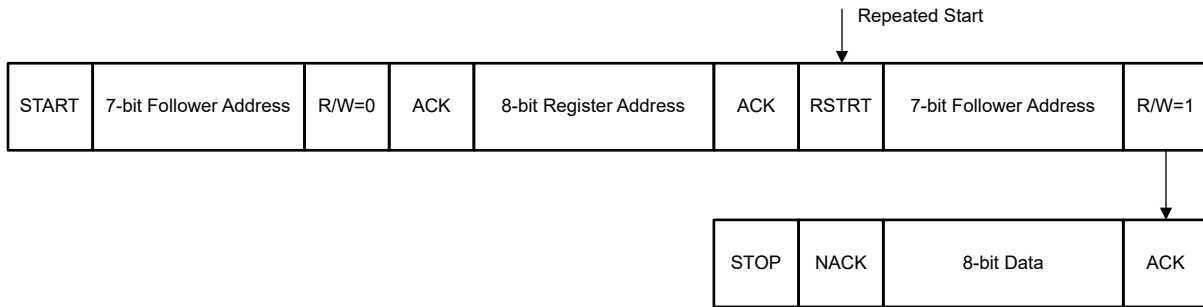 Repeated Start
START 7-bit Follower Address R/W=0 ACK 8-bit Register Address ACK RSTRT 7-bit Follower Address R/W=1
STOP NACK 8-bit Data ACK